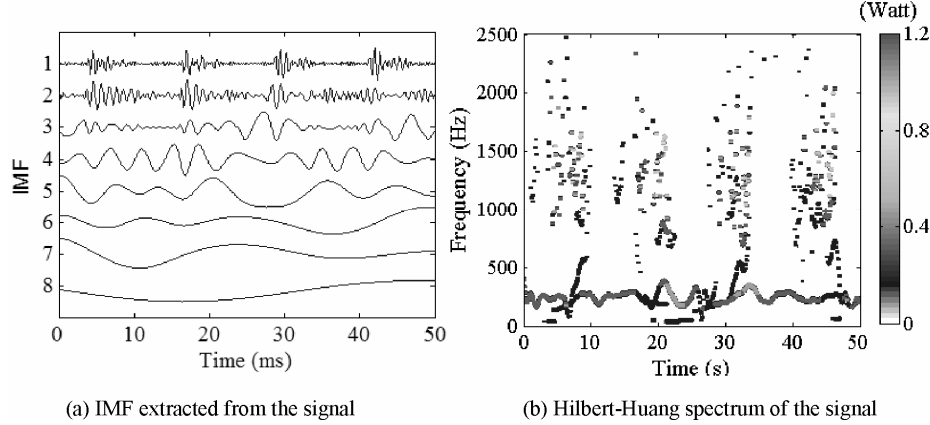 (Watt)
1
2
3
4
5
6
7
8
IMF
0 10 20 30 40 50
Time (ms)
2500
2000
1500
1000
500
0
Frequency (Hz)
0 10 20 30 40 50
Time (s)
1.2
0.8
0.4
0
(a) IMF extracted from the signal
(b) Hilbert-Huang spectrum of the signal